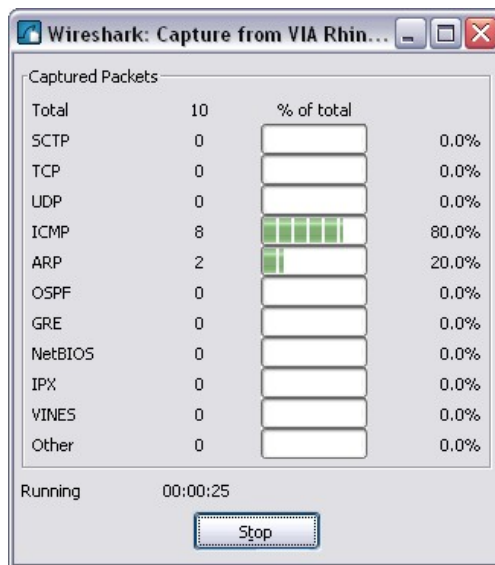 Wireshark: Capture from VIA Rhin...
Captured Packets
Total 10 % of total
SCTP 0 0.0%
TCP 0 0.0%
UDP 0 0.0%
ICMP 8 80.0%
ARP 2 20.0%
OSPF 0 0.0%
GRE 0 0.0%
NetBIOS 0 0.0%
IPX 0 0.0%
VINES 0 0.0%
Other 0 0.0%
Running 00:00:25
Stop